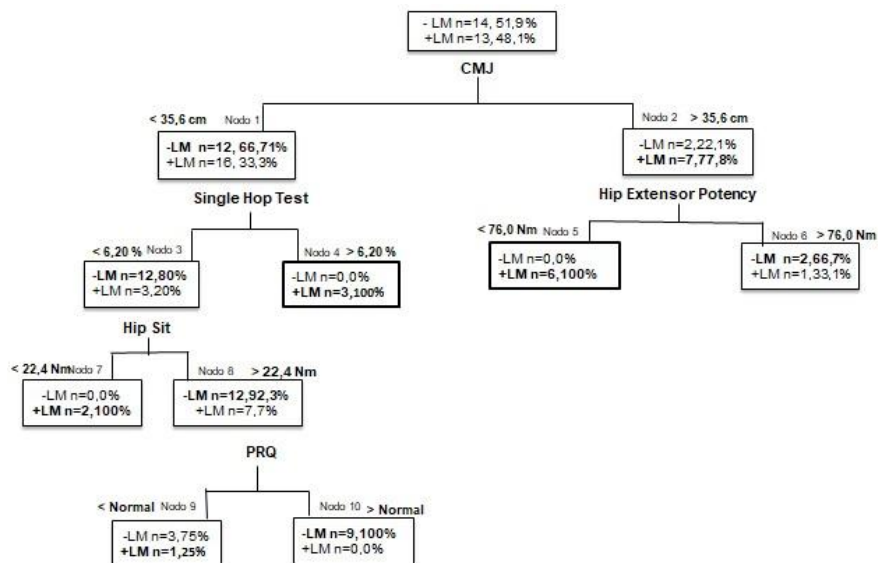 - LM n=14, 51,9%
+LM n=13, 48,1%
CMJ
< 35,6 cm Nodo 1
Nodo 2 > 35,6 cm
-LM n=12, 66,71%
+LM n=16, 33,3%
-LM n=2,22,1%
+LM n=7,77,8%
Single Hop Test
Hip Extensor Potency
< 6,20 % Nodo 3
Nodo 4 > 6,20 %
<76,0 Nm Nodo 5
Nodo 6 > 76,0 Nm
-LM n=12,80%
+LM n=3,20%
-LM n=0,0%
+LM n=3,100%
-LM n=0,0%
+LM n=6,100%
-LM n=2,66,7%
+LM n=1,33,1%
Hip Sit
< 22,4 Nm Nodo 7
Nodo 8 > 22,4 Nm
-LM n=0,0%
+LM n=2,100%
-LM n=12,92,3%
+LM n=7,7%
PRQ
< Normal Nodo 9
Nodo 10 > Normal
-LM n=3,75%
+LM n=1,25%
-LM n=9,100%
+LM n=0,0%